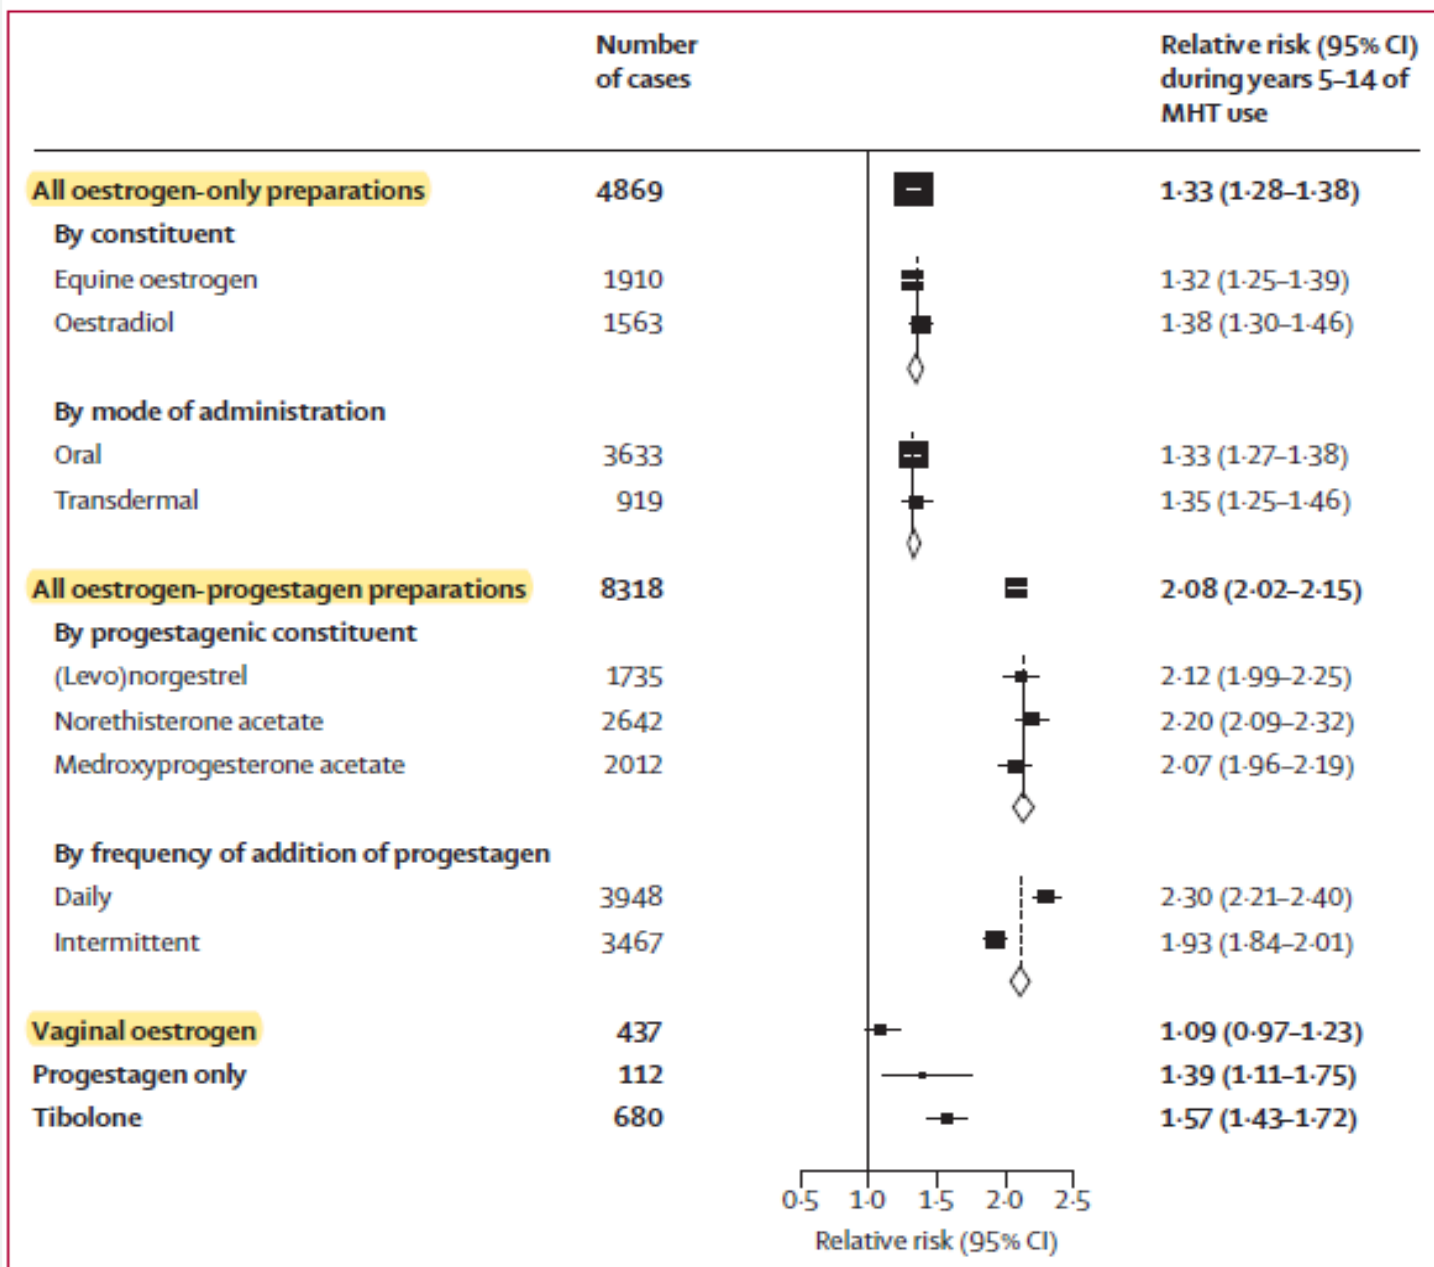 Number of cases Relative risk (95% CI) during years 5–14 of MHT use
All oestrogen-only preparations 4869 1·33 (1·28–1·38)
By constituent
Equine oestrogen 1910 1·32 (1·25–1·39)
Oestradiol 1563 1·38 (1·30–1·46)
By mode of administration
Oral 3633 1·33 (1·27–1·38)
Transdermal 919 1·35 (1·25–1·46)
All oestrogen-progestagen preparations 8318 2·08 (2·02–2·15)
By progestagenic constituent
(Levo)norgestrel 1735 2·12 (1·99–2·25)
Norethisterone acetate 2642 2·20 (2·09–2·32)
Medroxyprogesterone acetate 2012 2·07 (1·96–2·19)
By frequency of addition of progestagen
Daily 3948 2·30 (2·21–2·40)
Intermittent 3467 1·93 (1·84–2·01)
Vaginal oestrogen 437 1·09 (0·97–1·23)
Progestagen only 112 1·39 (1·11–1·75)
Tibolone 680 1·57 (1·43–1·72)
0·5 1·0 1·5 2·0 2·5
Relative risk (95% CI)